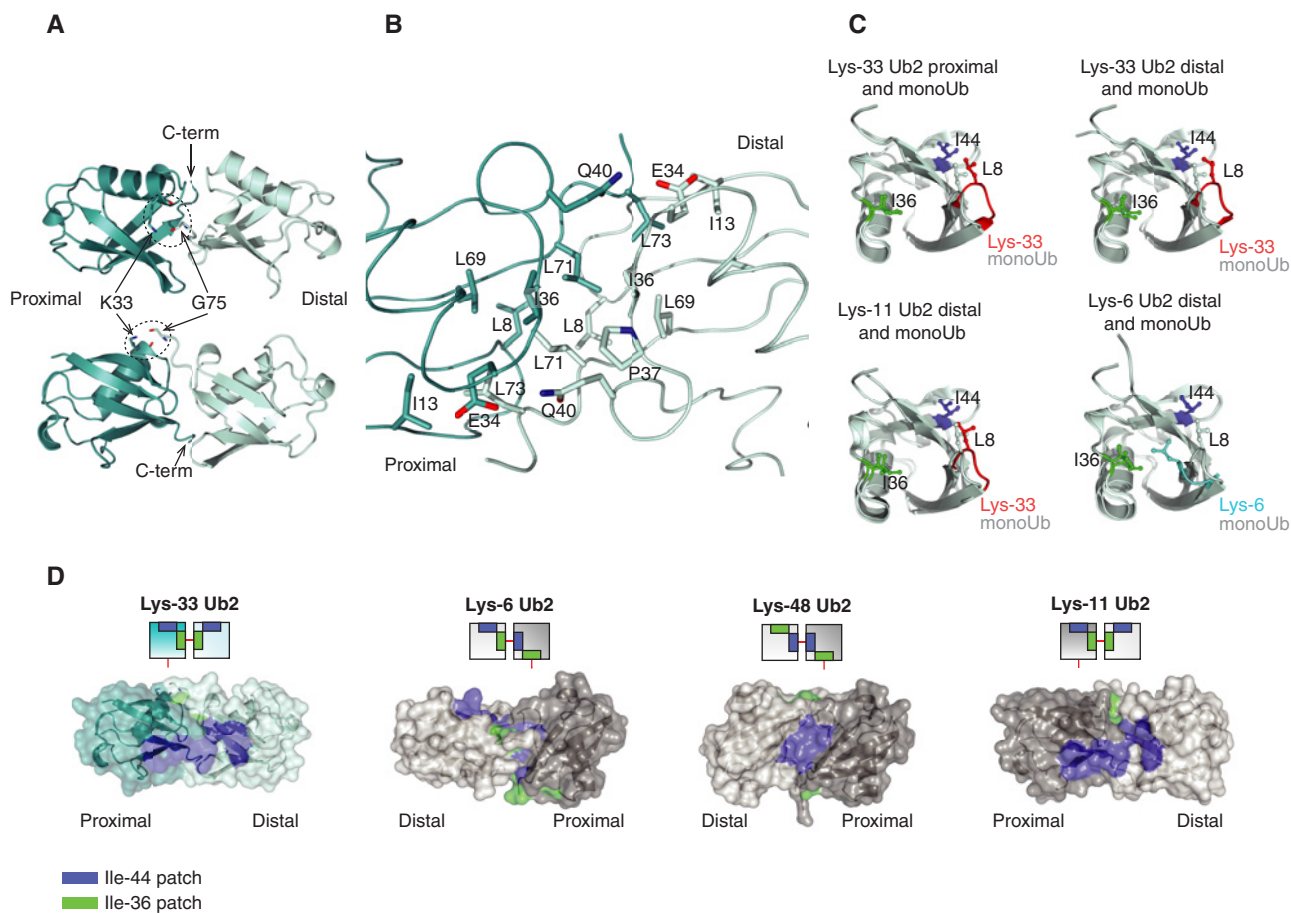 A
C-term
Proximal
K33
G75
Distal
C-term
B
Distal
Q40
E34
I13
L73
L69
L71
I36
I36
L8
L8
L69
L71
P37
L73
Q40
I13
E34
Proximal
C
Lys-33 Ub2 proximal
and monoUb
I44
L8
I36
Lys-33
monoUb
Lys-33 Ub2 distal
and monoUb
I44
L8
I36
Lys-33
monoUb
Lys-11 Ub2 distal
and monoUb
I44
L8
I36
Lys-33
monoUb
Lys-6 Ub2 distal
and monoUb
I44
L8
I36
Lys-6
monoUb
D
Lys-33 Ub2
Proximal
Distal
Lys-6 Ub2
Distal
Proximal
Lys-48 Ub2
Distal
Proximal
Lys-11 Ub2
Proximal
Distal
Ile-44 patch
Ile-36 patch